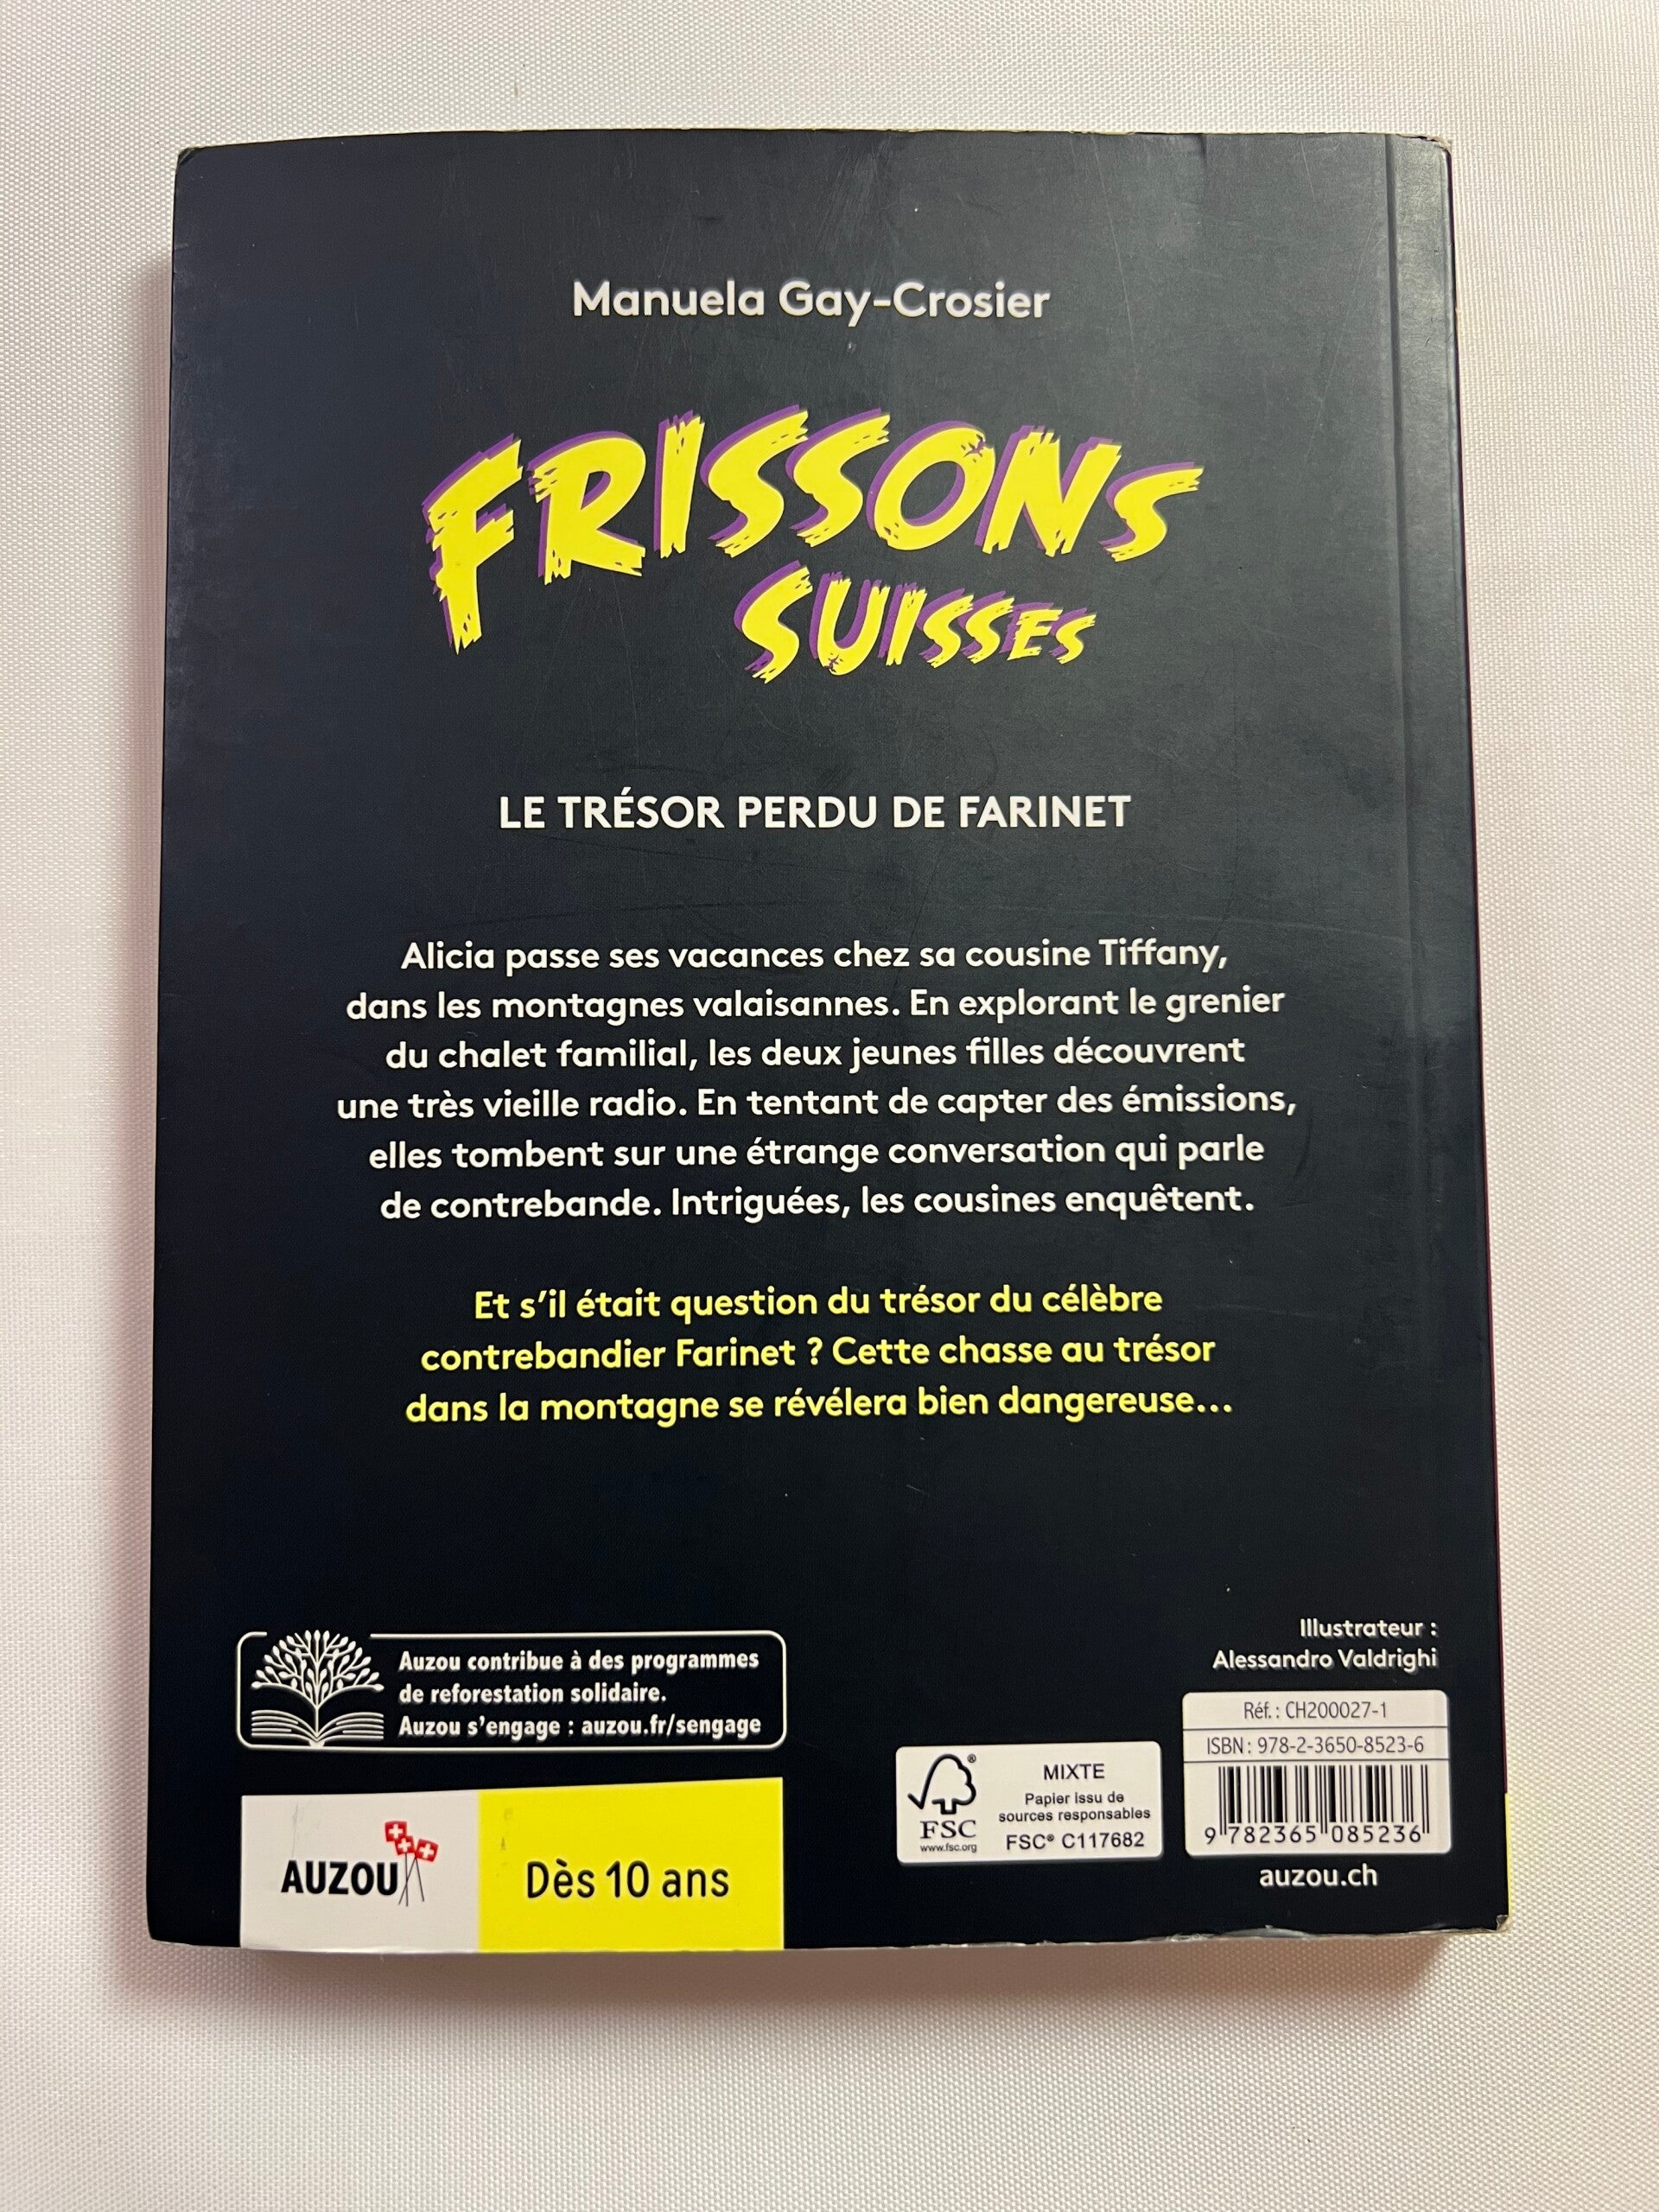 Manuela Gay-Crosier
FRISSONS
SUISSES
LE TRÉSOR PERDU DE FARINET
Alicia passe ses vacances chez sa cousine Tiffany,
dans les montagnes valaisannes. En explorant le grenier
du chalet familial, les deux jeunes filles découvrent
une très vieille radio. En tentant de capter des émissions,
elles tombent sur une étrange conversation qui parle
de contrebande. Intriguées, les cousines enquêtent.
Et s’il était question du trésor du célèbre
contrebandier Farinet ? Cette chasse au trésor
dans la montagne se révélera bien dangereuse...
Auzou contribue à des programmes
de reforestation solidaire.
Auzou s’engage : auzou.fr/sengage
AUZOU
Dès 10 ans
FSC®
www.fsc.org
MIXTE
Papier issu de
sources responsables
FSC® C117682
Illustrateur :
Alessandro Valdrighi
Réf. : CH200027-1
ISBN : 978-2-3650-8523-6
9 782365 085236
auzou.ch